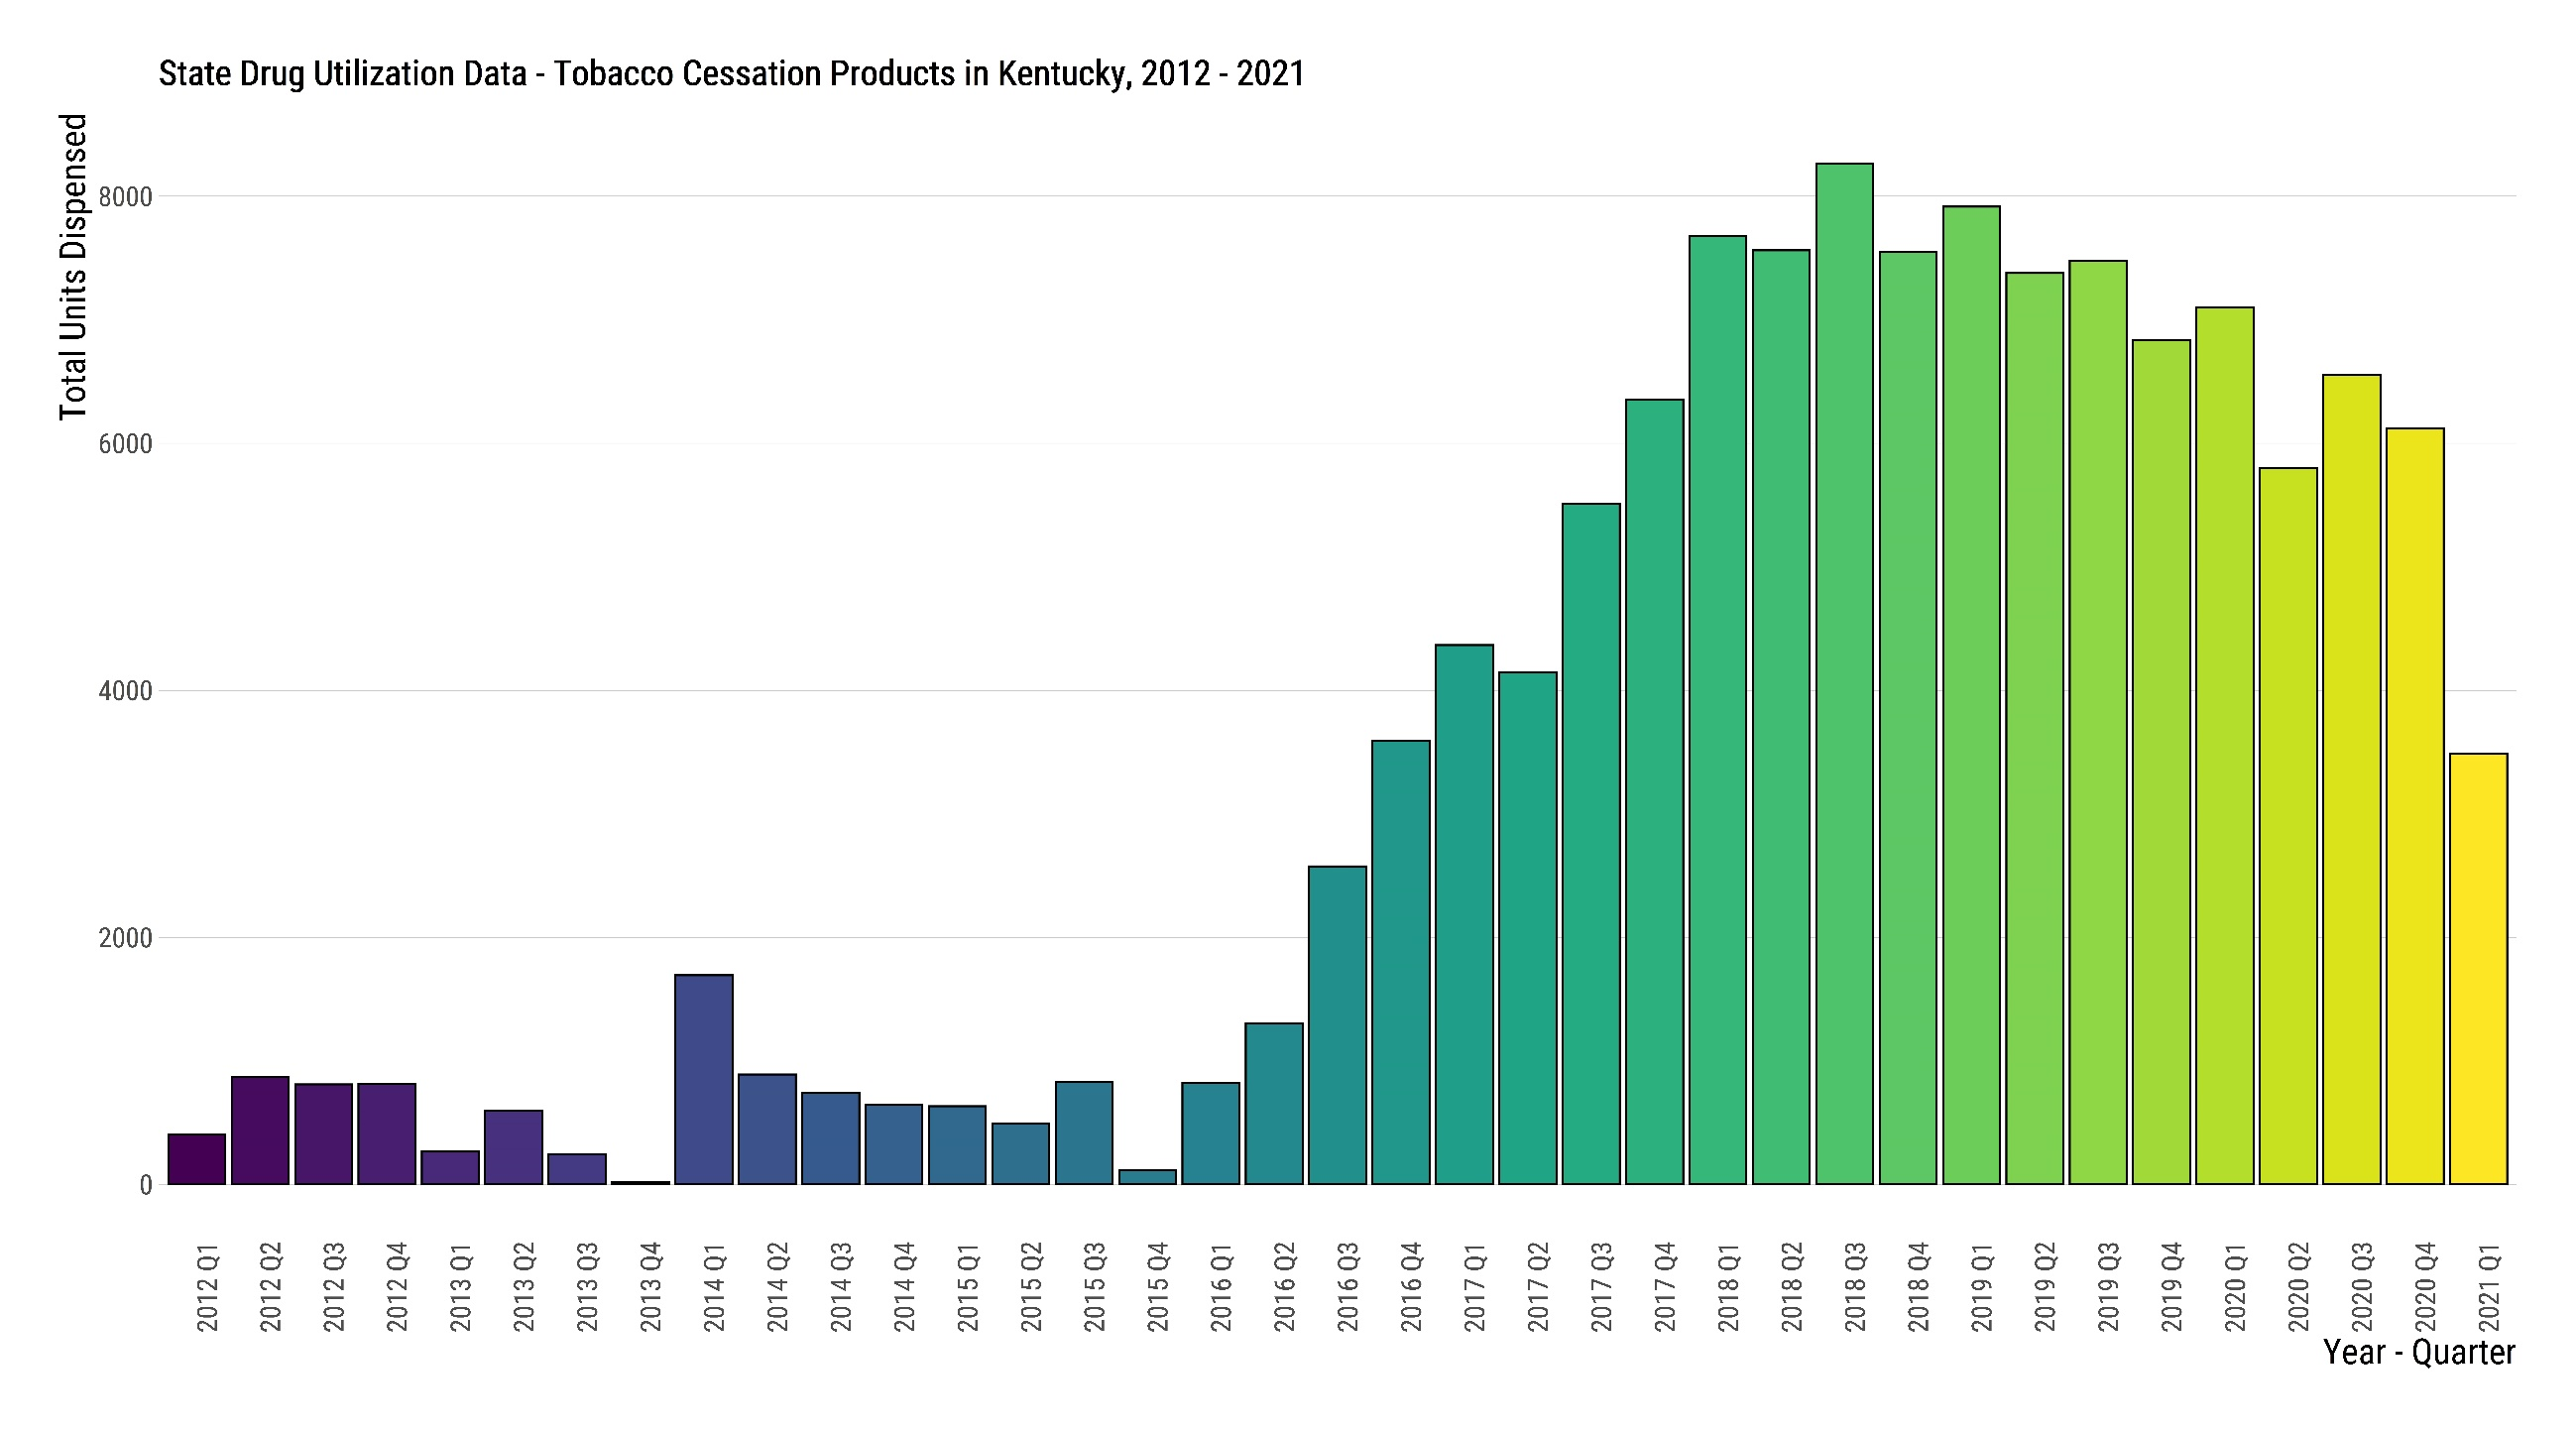 State Drug Utilization Data - Tobacco Cessation Products in Kentucky, 2012 - 2021
Total Units Dispensed
8000
6000
4000
2000
0
2012 Q1
2012 Q2
2012 Q3
2012 Q4
2013 Q1
2013 Q2
2013 Q3
2013 Q4
2014 Q1
2014 Q2
2014 Q3
2014 Q4
2015 Q1
2015 Q2
2015 Q3
2015 Q4
2016 Q1
2016 Q2
2016 Q3
2016 Q4
2017 Q1
2017 Q2
2017 Q3
2017 Q4
2018 Q1
2018 Q2
2018 Q3
2018 Q4
2019 Q1
2019 Q2
2019 Q3
2019 Q4
2020 Q1
2020 Q2
2020 Q3
2020 Q4
2021 Q1
Year - Quarter